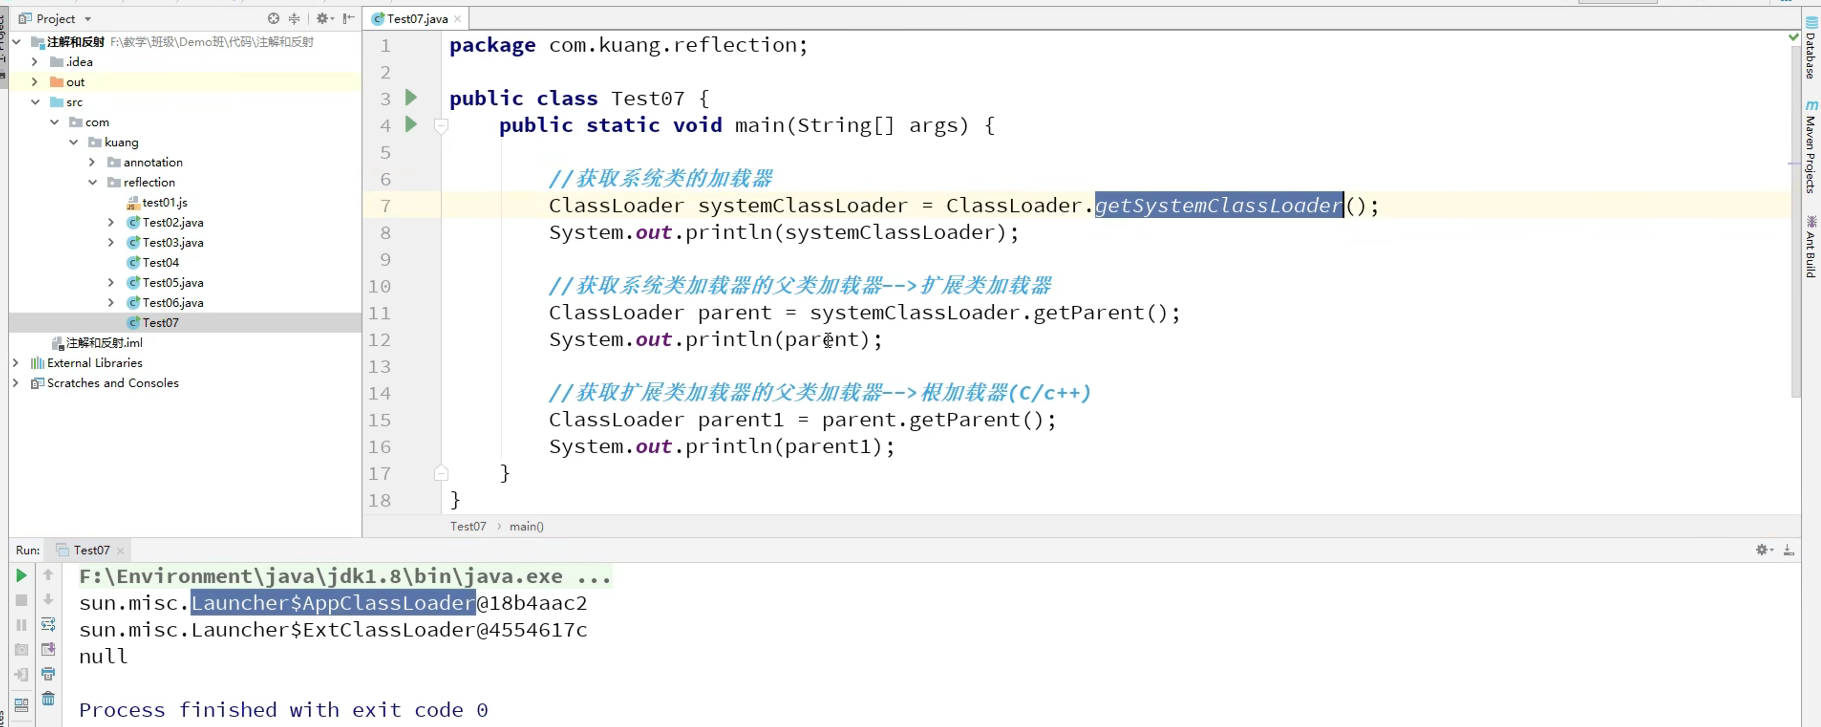 Project
Test07.java
注解和反射 F:\教学\班级\Demo班\代码\注解和反射
.idea
out
src
com
kuang
annotation
reflection
test01.js
Test02.java
Test03.java
Test04
Test05.java
Test06.java
Test07
注解和反射.iml
External Libraries
Scratches and Consoles
1 package com.kuang.reflection;
2
3 public class Test07 {
4 public static void main(String[] args) {
5
6 //获取系统类的加载器
7 ClassLoader systemClassLoader = ClassLoader.getSystemClassLoader();
8 System.out.println(systemClassLoader);
9
10 //获取系统类加载器的父类加载器-->扩展类加载器
11 ClassLoader parent = systemClassLoader.getParent();
12 System.out.println(parent);
13
14 //获取扩展类加载器的父类加载器-->根加载器(C/c++)
15 ClassLoader parent1 = parent.getParent();
16 System.out.println(parent1);
17 }
18 }
Test07 › main()
Database
Maven Projects
Ant Build
Run: Test07
F:\Environment\java\jdk1.8\bin\java.exe ...
sun.misc.Launcher$AppClassLoader@18b4aac2
sun.misc.Launcher$ExtClassLoader@4554617c
null
Process finished with exit code 0